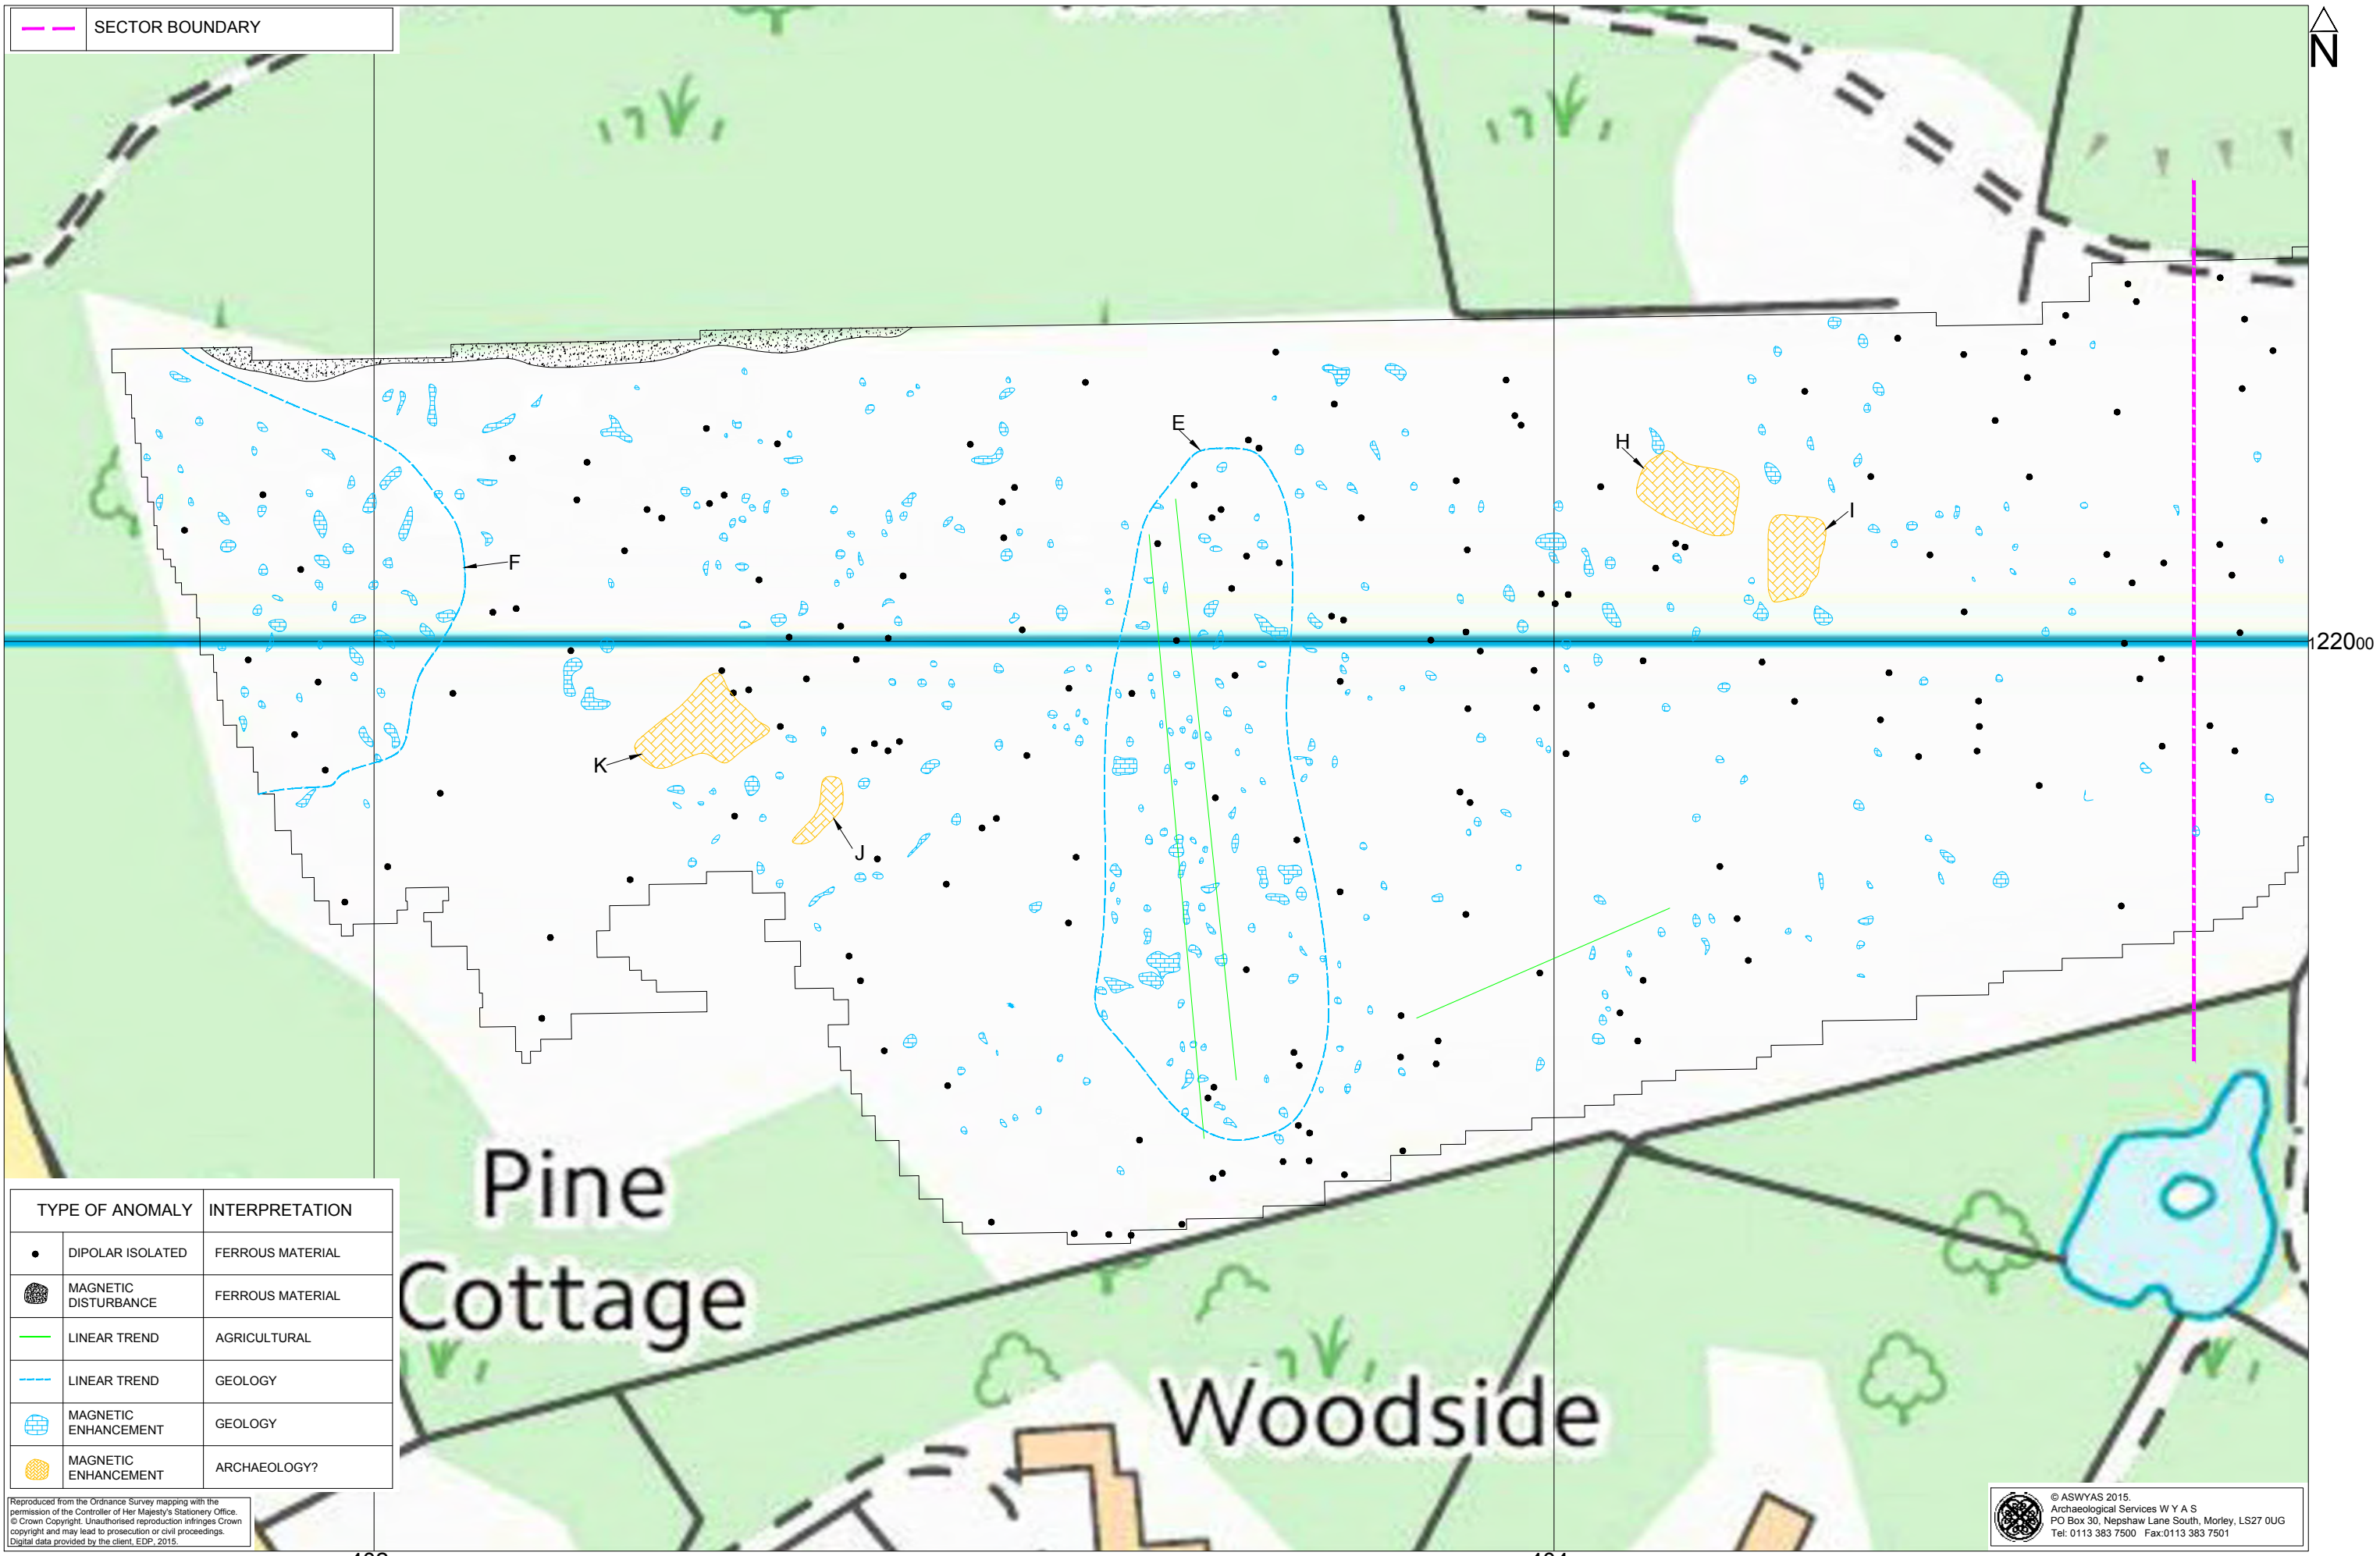 SECTOR BOUNDARY
N
E
H
I
F
12200
K
J
Pine
Cottage
Woodside
TYPE OF ANOMALY INTERPRETATION
DIPOLAR ISOLATED FERROUS MATERIAL
MAGNETIC
DISTURBANCE FERROUS MATERIAL
LINEAR TREND AGRICULTURAL
LINEAR TREND GEOLOGY
MAGNETIC
ENHANCEMENT GEOLOGY
MAGNETIC
ENHANCEMENT ARCHAEOLOGY?
Reproduced from the Ordnance Survey mapping with the
permission of the Controller of Her Majesty's Stationery Office.
© Crown Copyright. Unauthorised reproduction infringes Crown
copyright and may lead to prosecution or civil proceedings.
Digital data provided by the client, EDP, 2015.
© ASWYAS 2015.
Archaeological Services W Y A S
PO Box 30, Nepshaw Lane South, Morley, LS27 0UG
Tel: 0113 383 7500 Fax:0113 383 7501